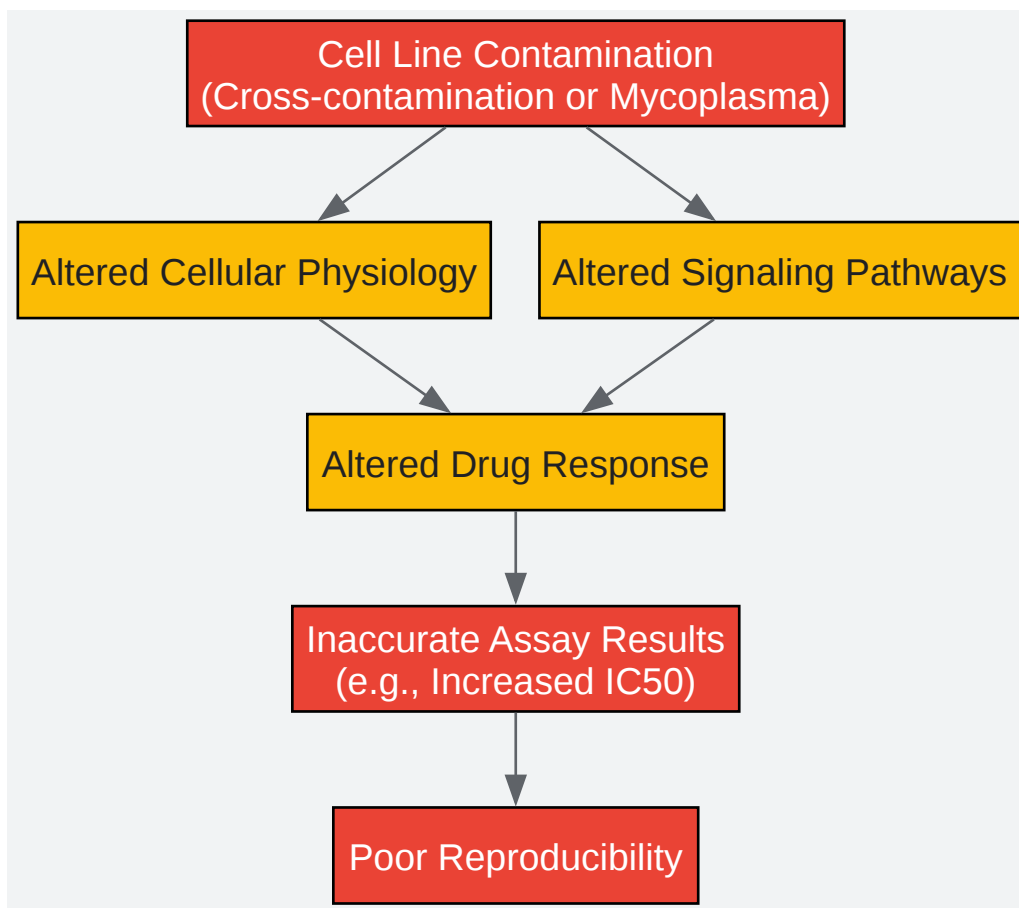 Cell Line Contamination
(Cross-contamination or Mycoplasma)
Altered Cellular Physiology
Altered Signaling Pathways
Altered Drug Response
Inaccurate Assay Results
(e.g., Increased IC50)
Poor Reproducibility